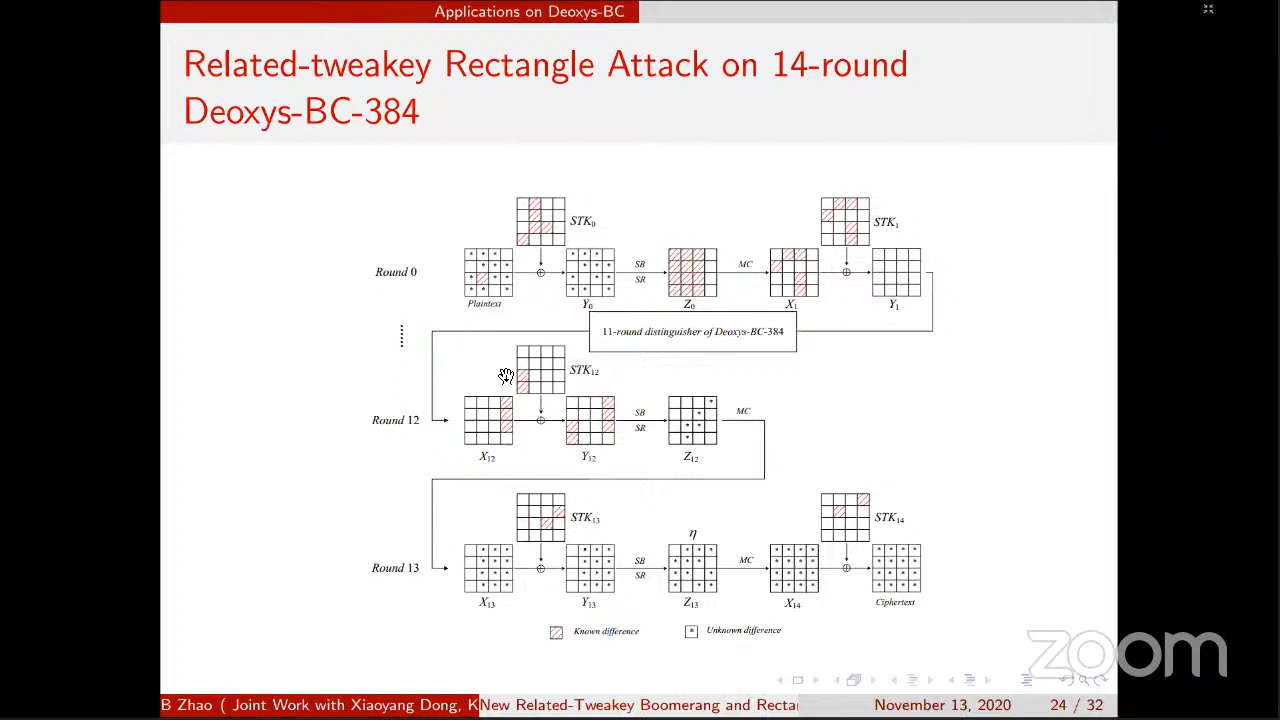 Applications on Deoxys-BC
Related-tweakey Rectangle Attack on 14-round
Deoxys-BC-384
STK0
STK1
Round 0
SB
SR
MC
Plaintext
Y0
Z0
X1
Y1
11-round distinguisher of Deoxys-BC-384
STK12
Round 12
SB
SR
MC
X12
Y12
Z12
STK13
STK14
η
Round 13
SB
SR
MC
X13
Y13
Z13
X14
Ciphertext
Known difference
* Unknown difference
zoom
B Zhao ( Joint Work with Xiaoyang Dong, K New Related-Tweakey Boomerang and Recta November 13, 2020 24 / 32